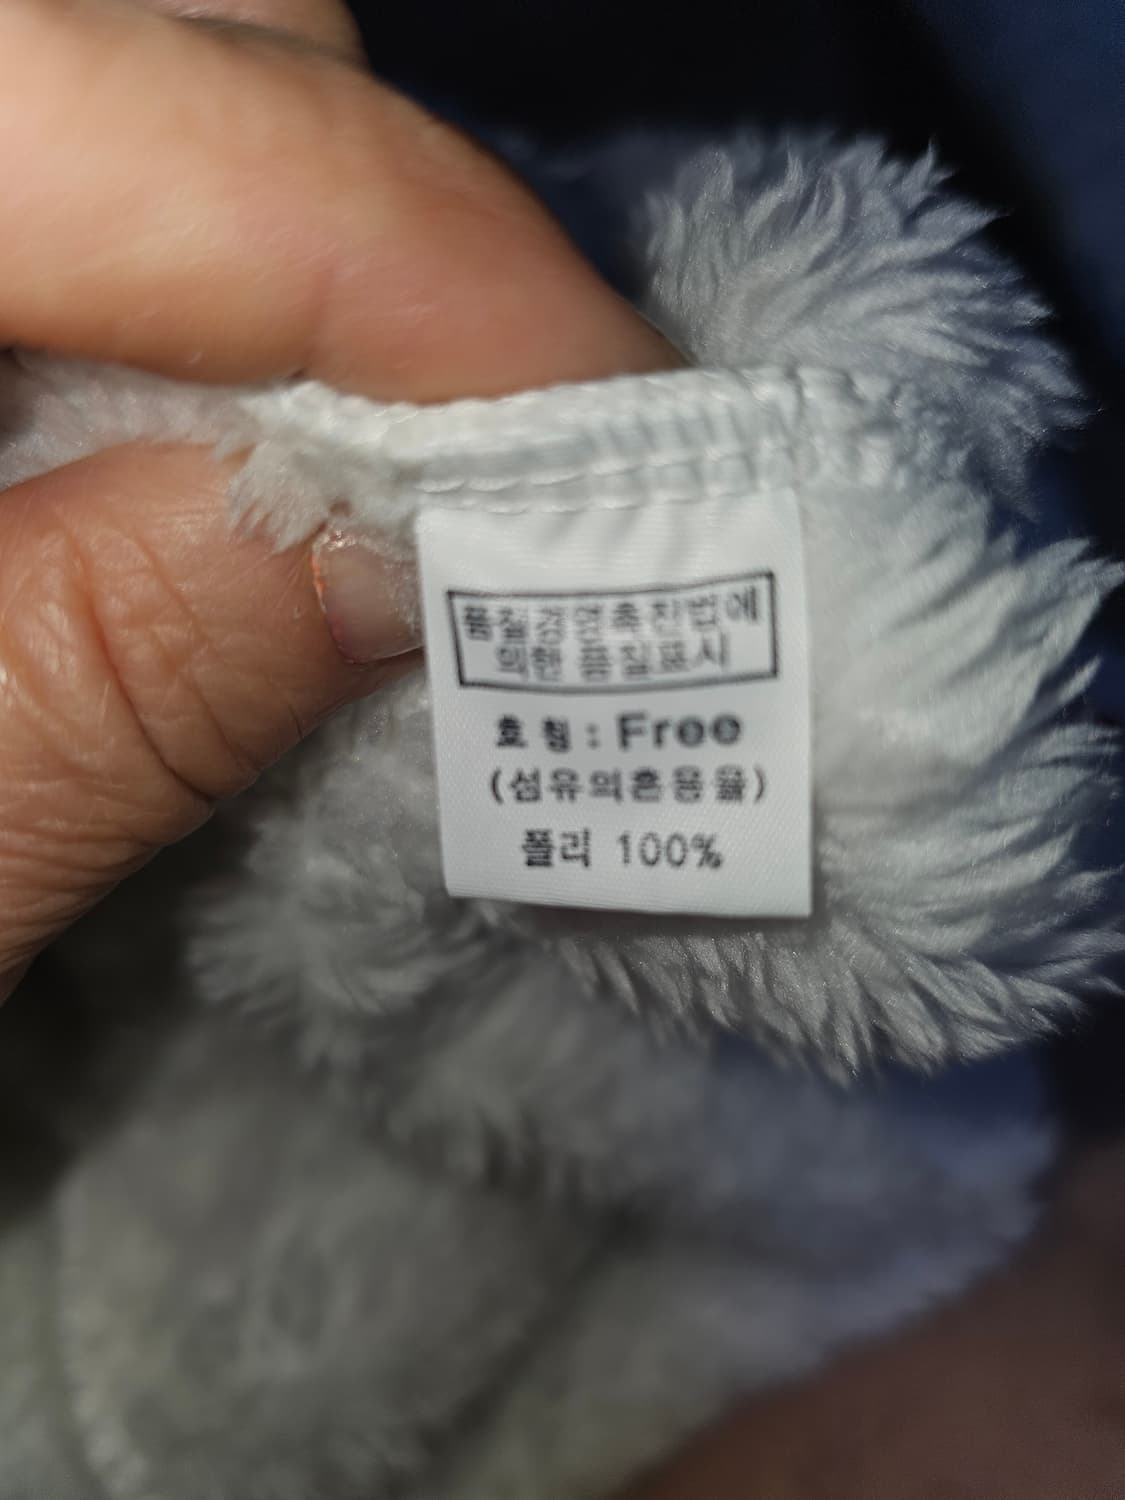 품질경영촉진법에
의한 품질표시
호 칭 : Free
(섬유의혼용율)
폴리 100%